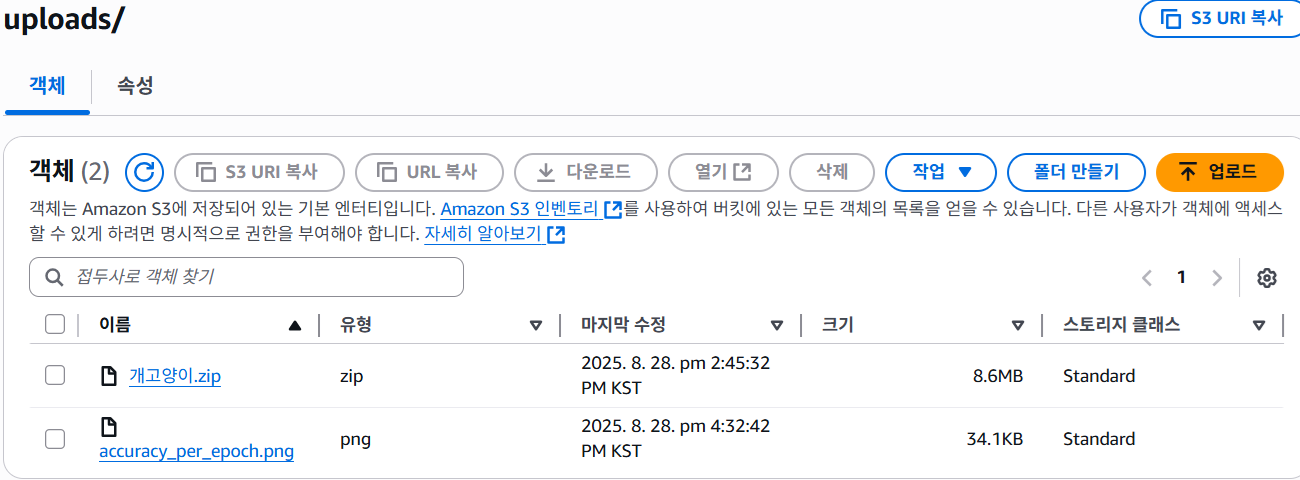 uploads/
S3 URI 복사
객체 속성
객체 (2) S3 URI 복사 URL 복사 다운로드 열기 삭제 작업 폴더 만들기 업로드
객체는 Amazon S3에 저장되어 있는 기본 엔터티입니다. Amazon S3 인벤토리를 사용하여 버킷에 있는 모든 객체의 목록을 얻을 수 있습니다. 다른 사용자가 객체에 액세스
할 수 있게 하려면 명시적으로 권한을 부여해야 합니다. 자세히 알아보기
접두사로 객체 찾기
1
이름 유형 마지막 수정 크기 스토리지 클래스
개고양이.zip zip 2025. 8. 28. pm 2:45:32 8.6MB Standard
PM KST
accuracy_per_epoch.png png 2025. 8. 28. pm 4:32:42 34.1KB Standard
PM KST